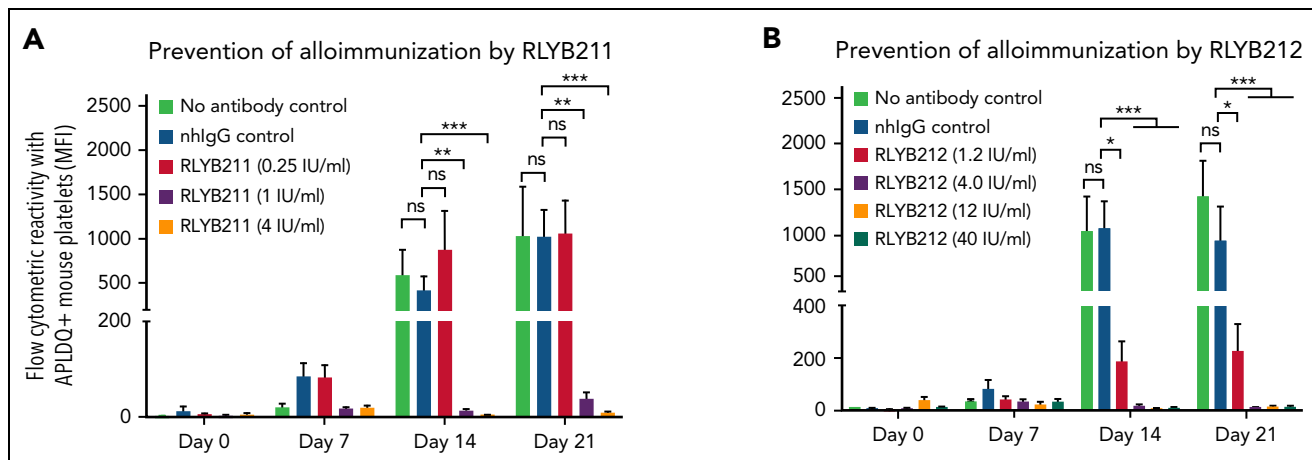 A
Prevention of alloimmunization by RLYB211
Flow cytometric reactivity with
APLDQ+ mouse platelets (MFI)
2500
2000
1500
1000
500
200
0
No antibody control
nhIgG control
RLYB211 (0.25 IU/ml)
RLYB211 (1 IU/ml)
RLYB211 (4 IU/ml)
ns
ns
**
***
ns
ns
**
***
Day 0
Day 7
Day 14
Day 21
B
Prevention of alloimmunization by RLYB212
2500
2000
1500
1000
500
400
200
0
No antibody control
nhIgG control
RLYB212 (1.2 IU/ml)
RLYB212 (4.0 IU/ml)
RLYB212 (12 IU/ml)
RLYB212 (40 IU/ml)
ns
*
***
ns
*
***
Day 0
Day 7
Day 14
Day 21